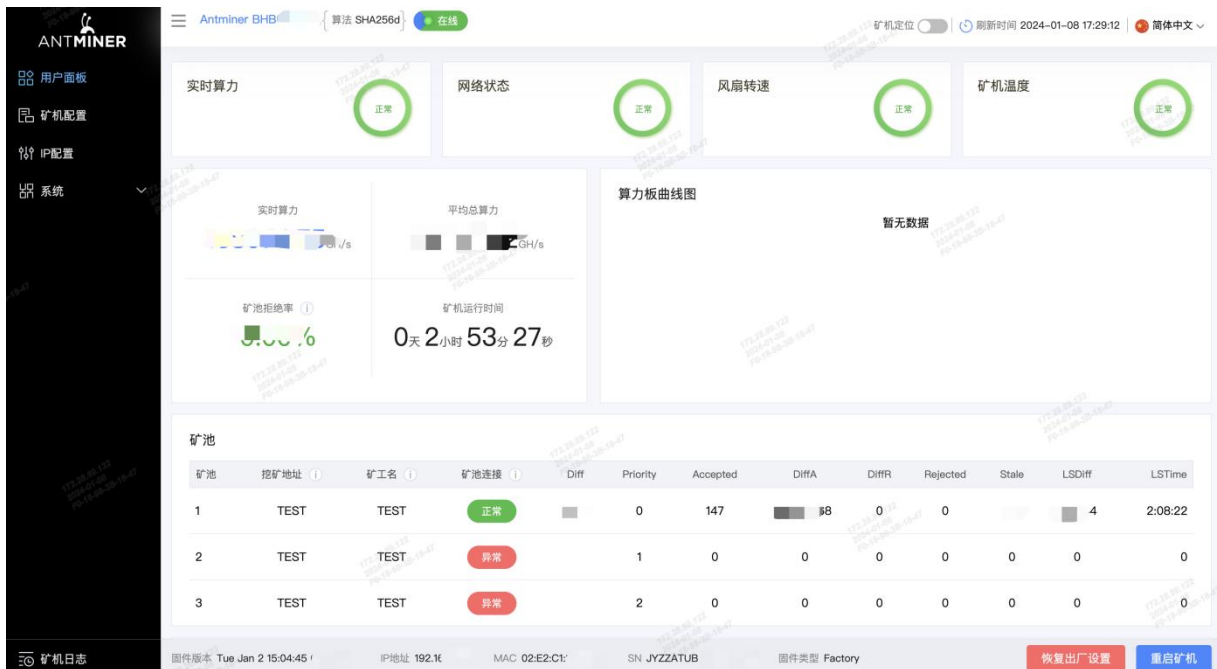 ANTMINER
Antminer BHB 算法 SHA256d 在线 矿机定位 刷新时间 2024-01-08 17:29:12 简体中文
用户面板
矿机配置
IP配置
系统
实时算力 正常 网络状态 正常 风扇转速 正常 矿机温度 正常
实时算力 平均总算力
GH/s GH/s
矿池拒绝率 矿机运行时间
% 0天 2小时 53分 27秒
算力板曲线图
暂无数据
矿池
矿池 挖矿地址 矿工名 矿池连接 Diff Priority Accepted DiffA DiffR Rejected Stale LSDiff LSTime
1 TEST TEST 正常 0 147 0 0 4 2:08:22
2 TEST TEST 异常 1 0 0 0 0 0 0 0
3 TEST TEST 异常 2 0 0 0 0 0 0 0
矿机日志
固件版本 Tue Jan 2 15:04:45 IP地址 192.16 MAC 02:E2:C1: SN JYZZATUB 固件类型 Factory 恢复出厂设置 重启矿机